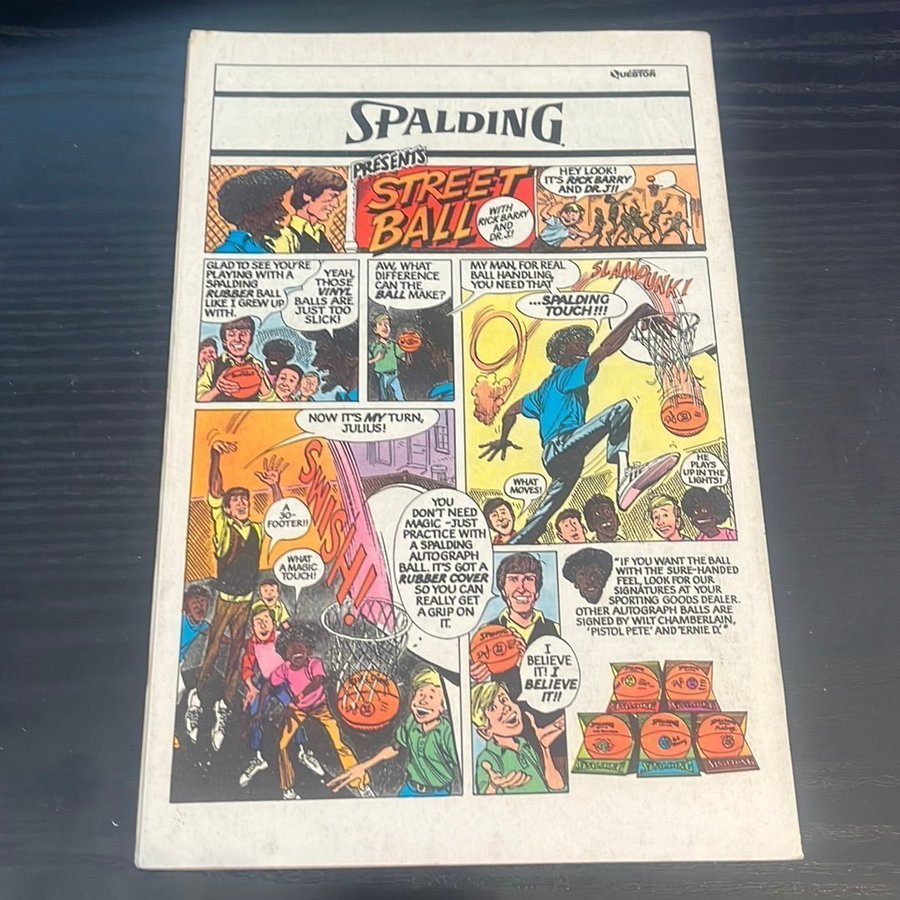 QUESTOR
SPALDING
PRESENTS
STREET
BALL
WITH
RICK BARRY
AND
DR.J!
HEY LOOK!
IT'S RICK BARRY
AND DR.J!!
GLAD TO SEE YOU'RE
PLAYING WITH A
SPALDING
RUBBER BALL
LIKE I GREW UP
WITH.
YEAH,
THOSE
VINYL
BALLS ARE
JUST TOO
SLICK!
AW, WHAT
DIFFERENCE
CAN THE
BALL MAKE?
MY MAN, FOR REAL
BALL HANDLING,
YOU NEED THAT
...SPALDING
TOUCH!!!
SLAMDUNK!
WHAT
MOVES!
HE
PLAYS
UP IN THE
LIGHTS!
NOW IT'S MY TURN,
JULIUS!
SWISH!
A
30-
FOOTER!!
WHAT
A MAGIC
TOUCH!
YOU
DON'T NEED
MAGIC-JUST
PRACTICE WITH
A SPALDING
AUTOGRAPH
BALL. IT'S GOT A
RUBBER COVER
SO YOU CAN
REALLY GET
A GRIP ON
IT.
SPALDING
I
BELIEVE
IT! I
BELIEVE
IT!!
"IF YOU WANT THE BALL
WITH THE SURE-HANDED
FEEL, LOOK FOR OUR
SIGNATURES AT YOUR
SPORTING GOODS DEALER.
OTHER AUTOGRAPH BALLS ARE
SIGNED BY WILT CHAMBERLAIN,
'PISTOL PETE,' AND 'ERNIE D.'"
SPALDING SPALDING
SPALDING SPALDING SPALDING